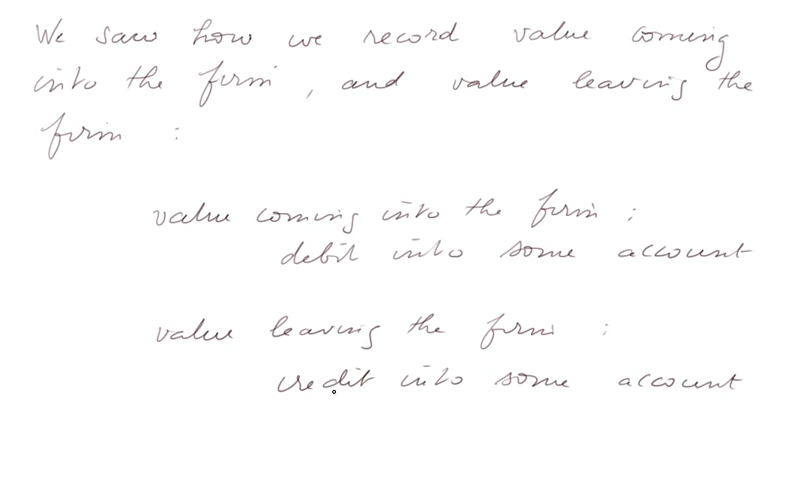 We saw how we record value coming
into the firm, and value leaving the
firm :
value coming into the firm :
debit into some account
value leaving the firm :
credit into some account